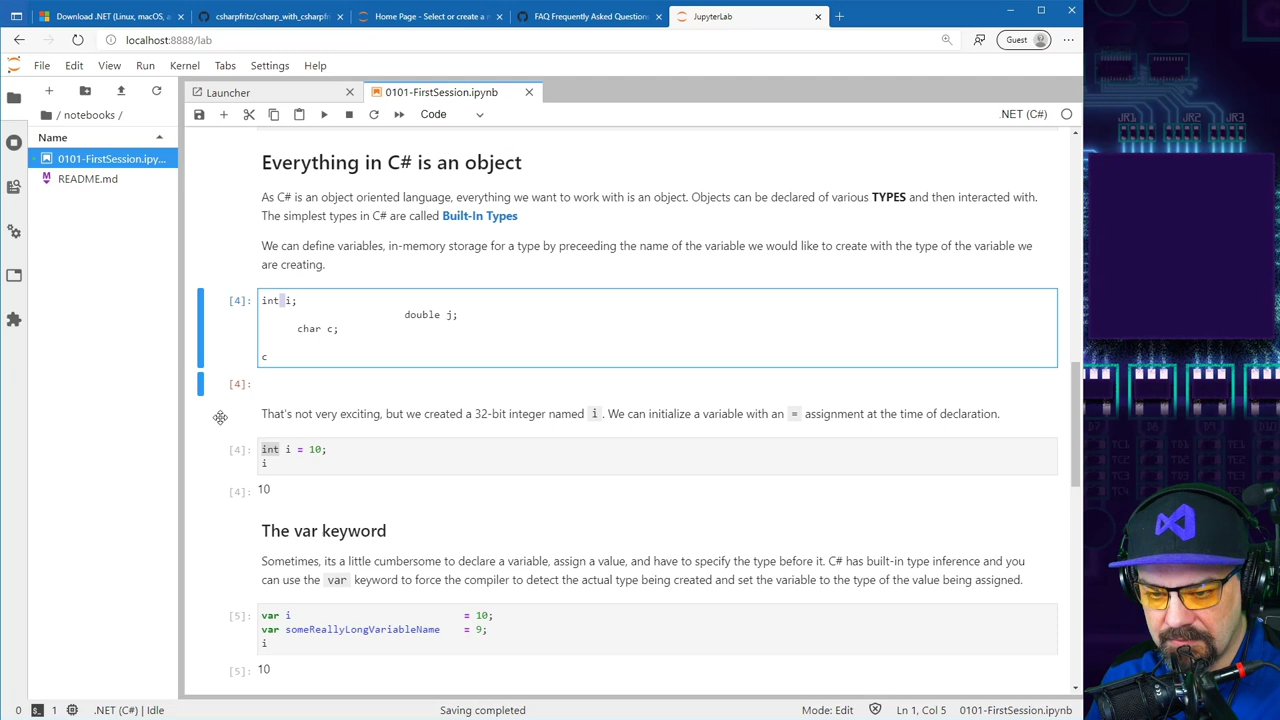 Download .NET (Linux, macOS, a
csharpfritz/csharp_with_csharpf
Home Page - Select or create a n
FAQ Frequently Asked Questions
JupyterLab
localhost:8888/lab
Guest
File Edit View Run Kernel Tabs Settings Help
Launcher
0101-FirstSession.ipynb
/ notebooks /
Code
.NET (C#)
Name
0101-FirstSession.ipy...
README.md
Everything in C# is an object
As C# is an object oriented language, everything we want to work with is an object. Objects can be declared of various TYPES and then interacted with.
The simplest types in C# are called Built-In Types
We can define variables, in-memory storage for a type by preceeding the name of the variable we would like to create with the type of the variable we
are creating.
[4]: int i;
double j;
char c;
c
[4]:
That's not very exciting, but we created a 32-bit integer named i. We can initialize a variable with an = assignment at the time of declaration.
[4]: int i = 10;
i
[4]: 10
The var keyword
Sometimes, its a little cumbersome to declare a variable, assign a value, and have to specify the type before it. C# has built-in type inference and you
can use the var keyword to force the compiler to detect the actual type being created and set the variable to the type of the value being assigned.
[5]: var i = 10;
var someReallyLongVariableName = 9;
i
[5]: 10
0 1 .NET (C#) | Idle
Saving completed
Mode: Edit
Ln 1, Col 5
0101-FirstSession.ipynb
JR1 JR2 JR3
D7 D8 D9 D10